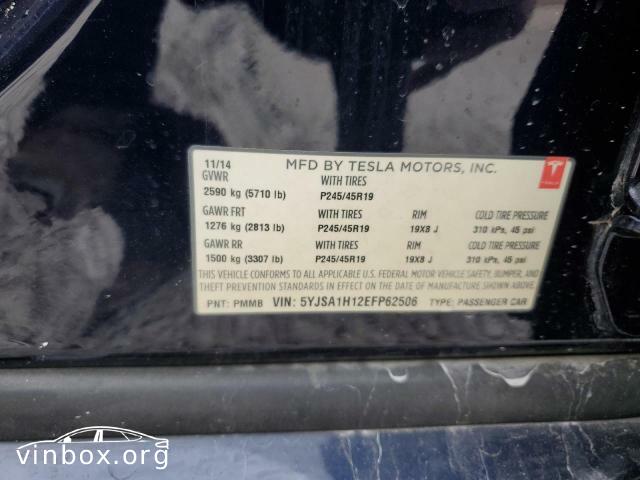 11/14 MFD BY TESLA MOTORS, INC.
GVWR WITH TIRES
2590 kg (5710 lb) P245/45R19
GAWR FRT WITH TIRES RIM COLD TIRE PRESSURE
1276 kg (2813 lb) P245/45R19 19X8 J 310 kPs, 45 psi
GAWR RR WITH TIRES RIM COLD TIRE PRESSURE
1500 kg (3307 lb) P245/45R19 19X8 J 310 kPs, 45 psi
THIS VEHICLE CONFORMS TO ALL APPLICABLE U.S. FEDERAL MOTOR VEHICLE SAFETY, BUMPER, AND
THEFT PREVENTION STANDARDS IN EFFECT ON THE DATE OF MANUFACTURE SHOWN ABOVE.
PNT: PMMB VIN: 5YJSA1H12EFP62506 TYPE: PASSENGER CAR
TESLA
vinbox.org